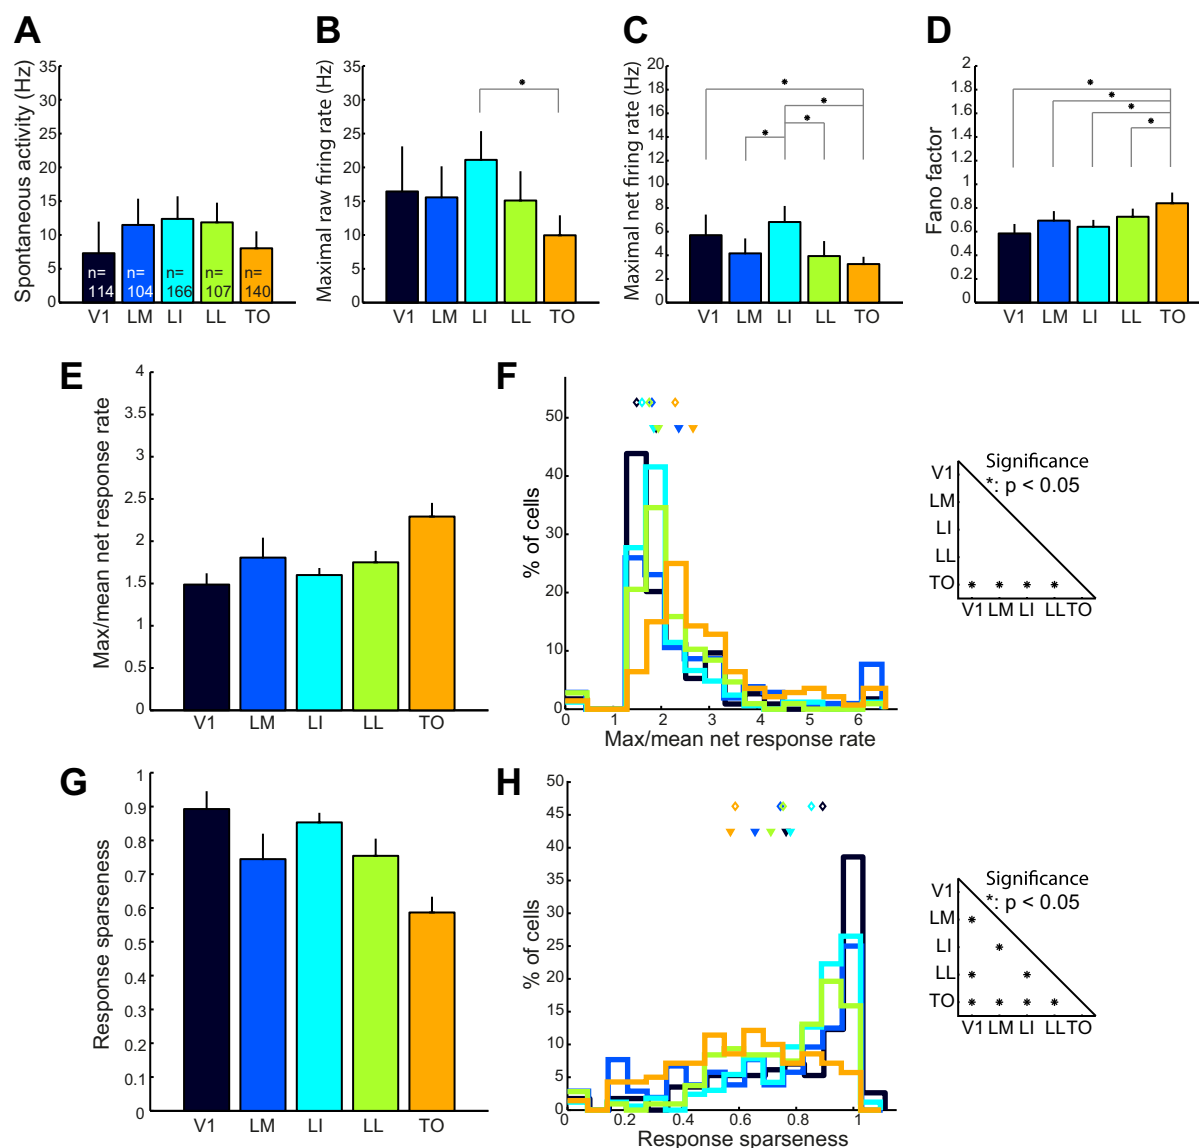 A
B
C
D
Spontaneous activity (Hz)
35
30
25
20
15
10
5
0
n=
114
n=
104
n=
166
n=
107
n=
140
V1 LM LI LL TO
Maximal raw firing rate (Hz)
35
30
25
20
15
10
5
0
*
V1 LM LI LL TO
Maximal net firing rate (Hz)
20
18
16
14
12
10
8
6
4
2
0
*
*
*
*
V1 LM LI LL TO
Fano factor
2
1.8
1.6
1.4
1.2
1
0.8
0.6
0.4
0.2
0
*
*
*
*
V1 LM LI LL TO
E
Max/mean net response rate
4
3.5
3
2.5
2
1.5
1
0.5
0
V1 LM LI LL TO
F
% of cells
50
40
30
20
10
0
0 1 2 3 4 5 6
Max/mean net response rate
Significance
*: p < 0.05
V1
LM
LI
LL
TO * * * *
V1 LM LI LL TO
G
Response sparseness
1
0.9
0.8
0.7
0.6
0.5
0.4
0.3
0.2
0.1
0
V1 LM LI LL TO
H
% of cells
50
45
40
35
30
25
20
15
10
5
0
0 0.2 0.4 0.6 0.8 1
Response sparseness
Significance
*: p < 0.05
V1
LM *
LI *
LL * *
TO * * * *
V1 LM LI LL TO